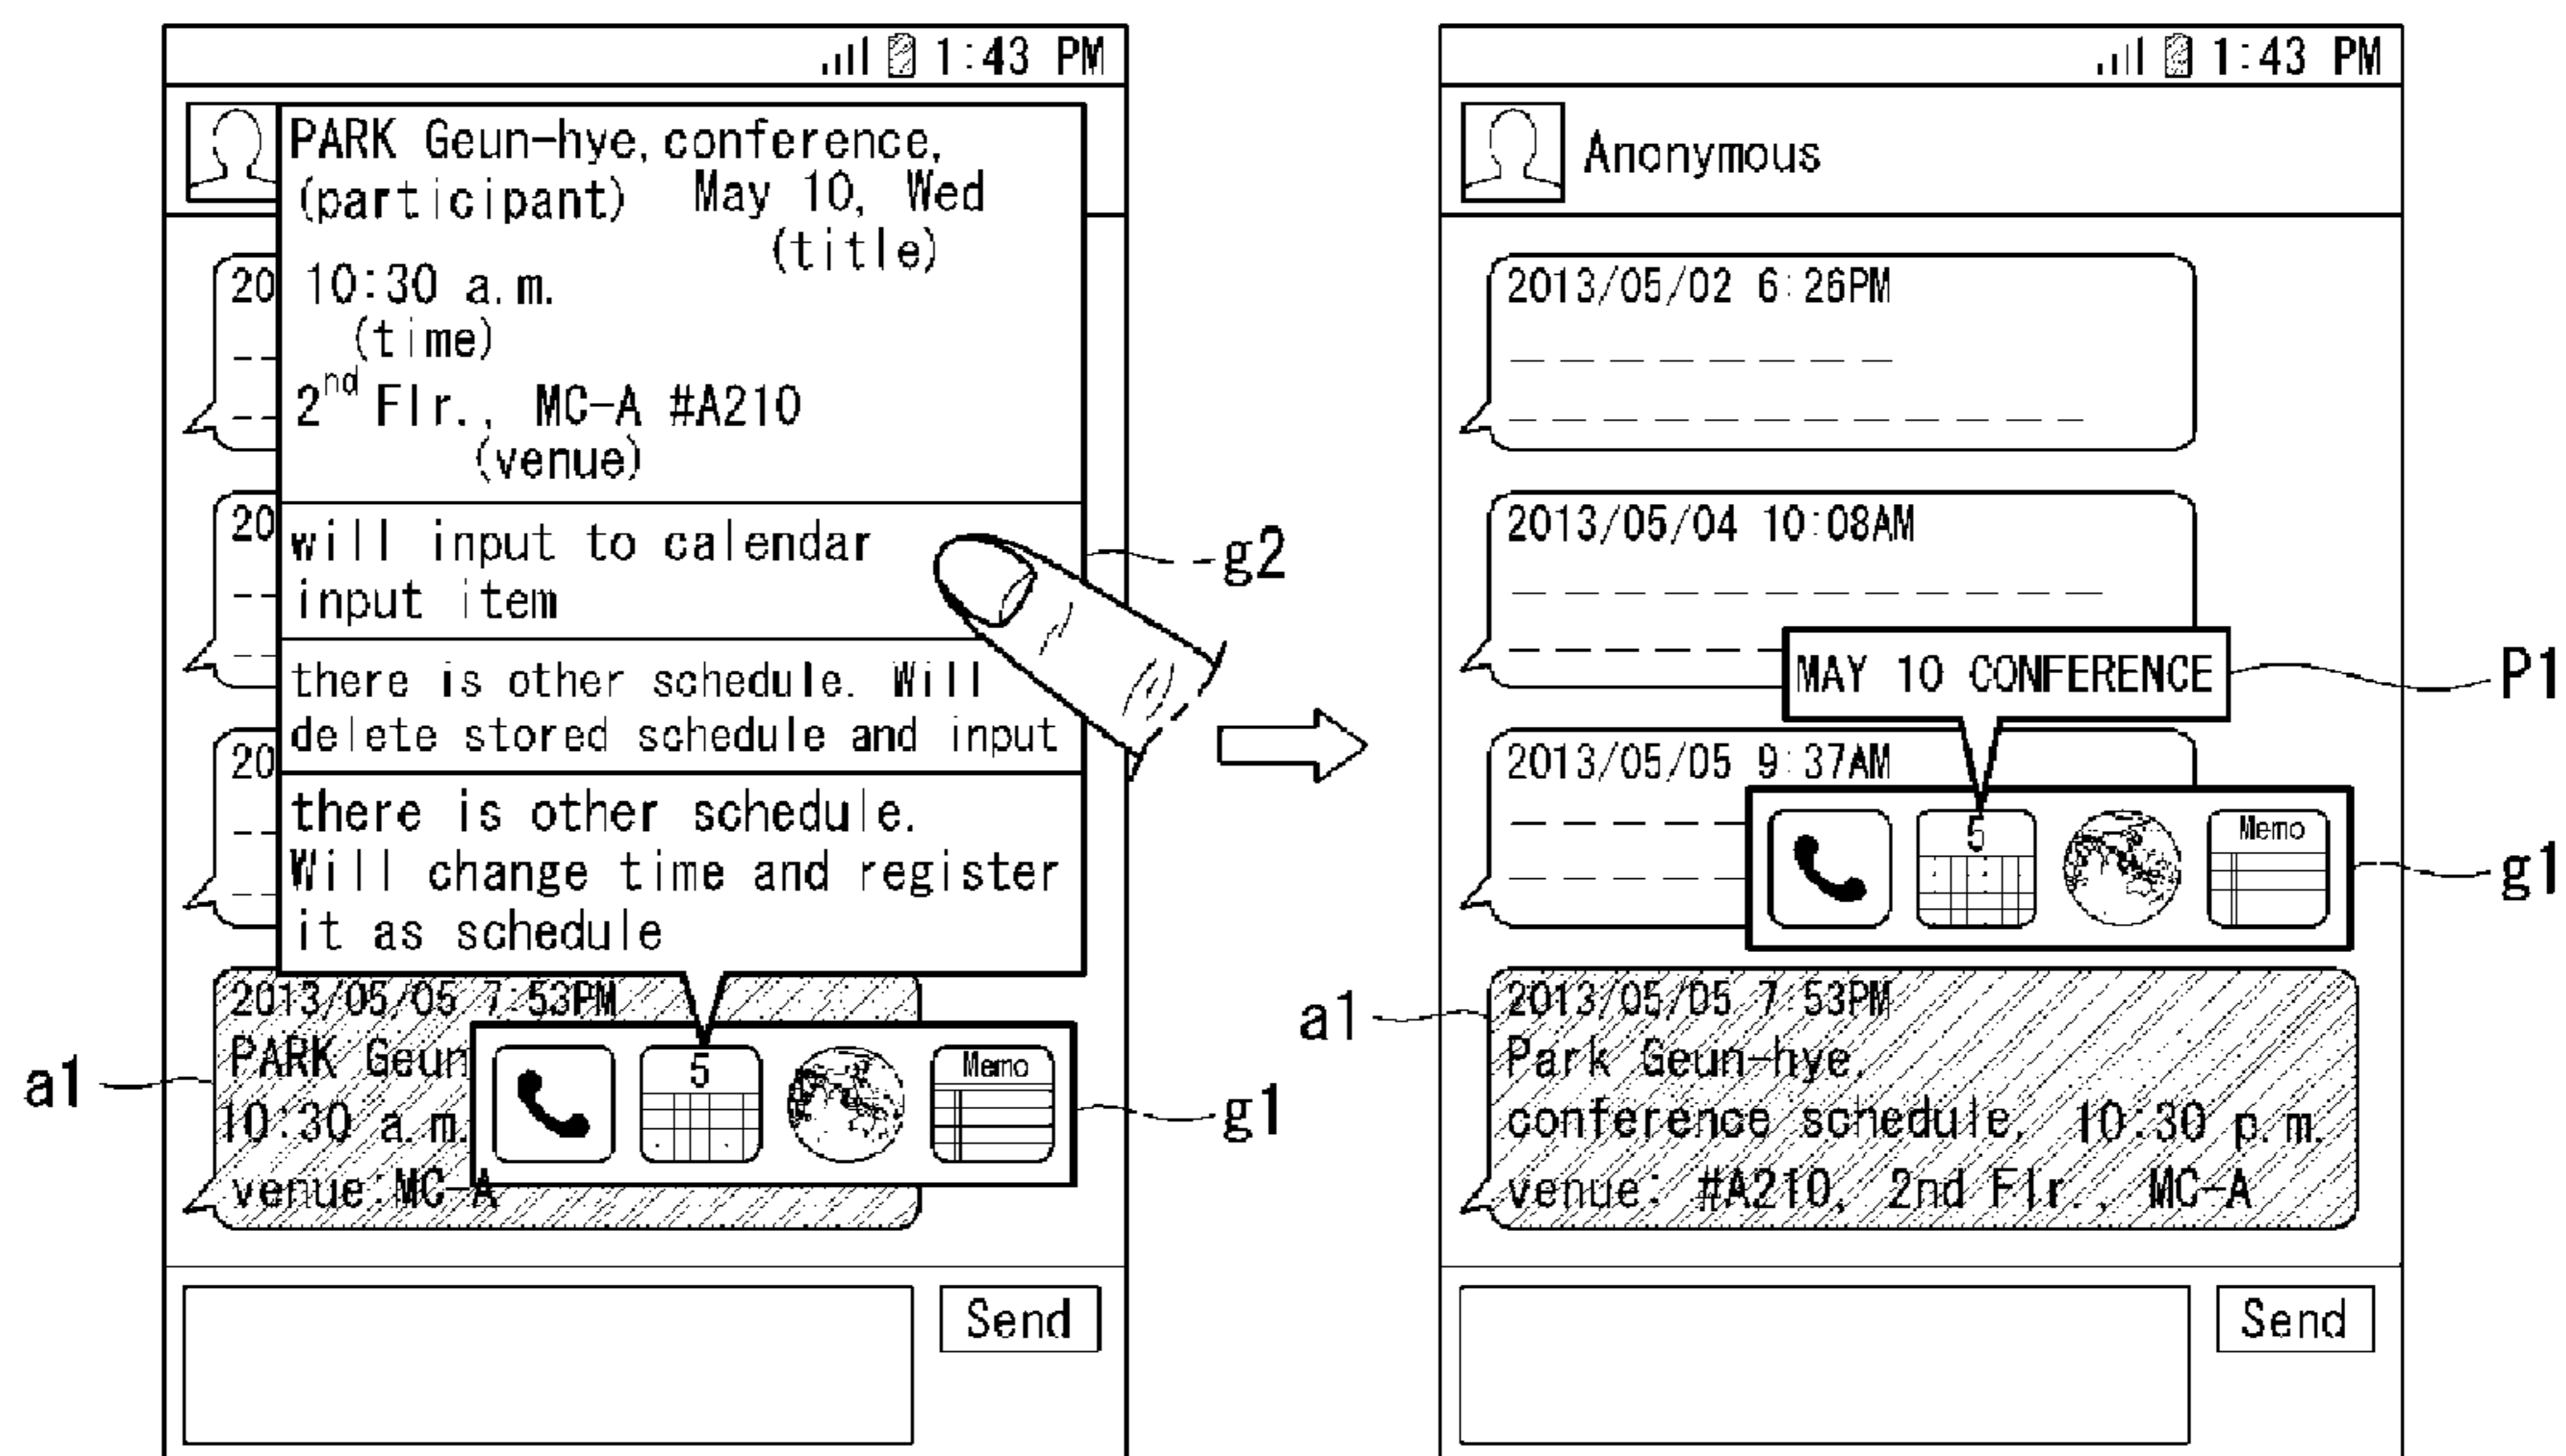 1:43 PM
PARK Geun-hye, conference,
(participant) May 10, Wed
(title)
20 10:30 a.m.
(time)
2nd Flr., MC-A #A210
(venue)
20
will input to calendar
input item
g2
there is other schedule. Will
delete stored schedule and input
20
there is other schedule.
Will change time and register
it as schedule
2013/05/05 7:53PM
PARK Geun
5
Memo
a1
10:30 a.m.
g1
venue:MC-A
Send
1:43 PM
Anonymous
2013/05/02 6:26PM
2013/05/04 10:08AM
MAY 10 CONFERENCE
P1
2013/05/05 9:37AM
5
Memo
g1
a1
2013/05/05 7:53PM
Park Geun-hye,
conference schedule, 10:30 p.m.
venue: #A210, 2nd Flr., MC-A
Send